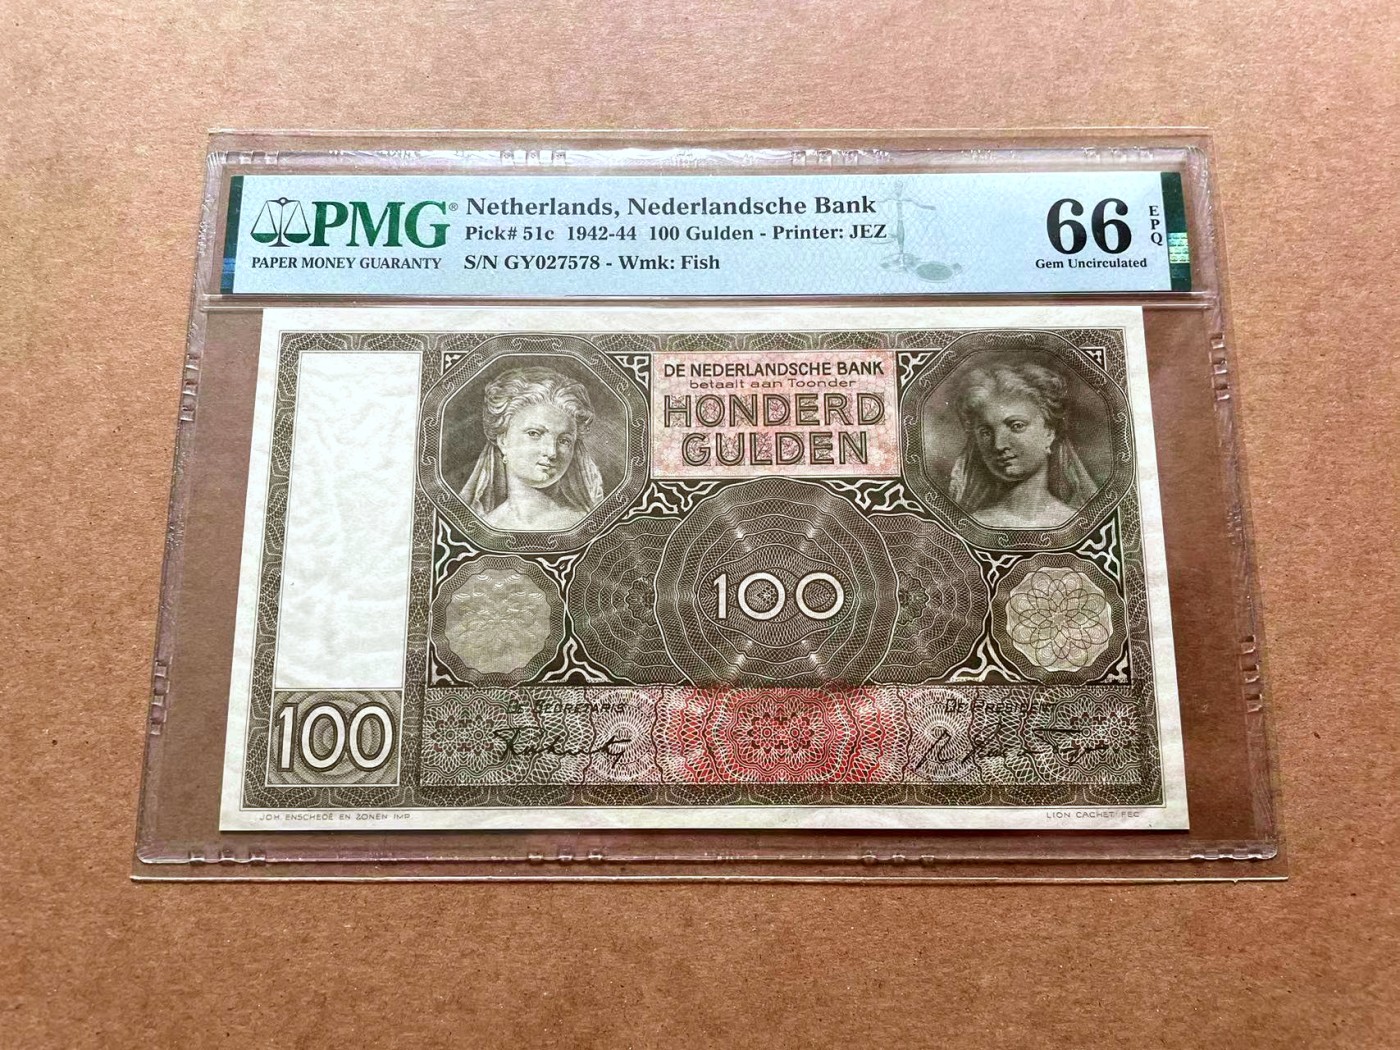 PMG®
PAPER MONEY GUARANTY
Netherlands, Nederlandsche Bank
Pick# 51c 1942-44 100 Gulden - Printer: JEZ
S/N GY027578 - Wmk: Fish
66
EPQ
Gem Uncirculated
DE NEDERLANDSCHE BANK
betaalt aan Toonder
HONDERD
GULDEN
100
DE SECRETARIS
DE PRESIDENT
100
JOH. ENSCHEDÉ EN ZONEN IMP.
LION CACHET FEC.